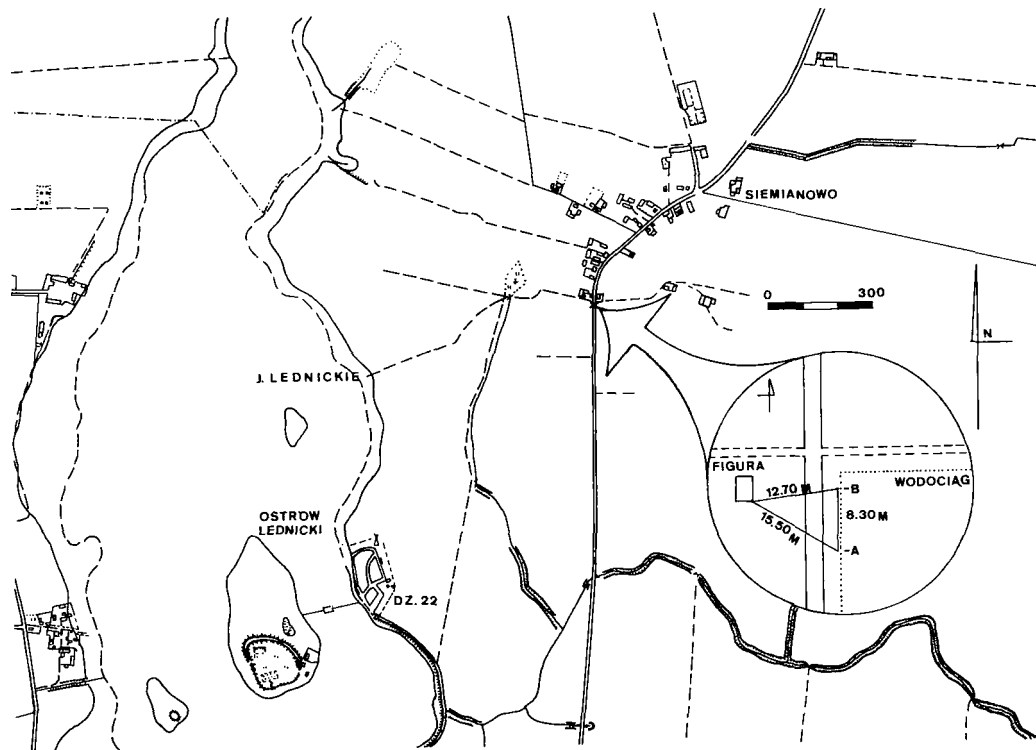 SIEMIANOWO
0 300
N
J. LEDNICKIE
FIGURA
WODOCIĄG
12.70 M
B
8.30 M
15.50 M
A
OSTRÓW
LEDNICKI
DZ. 22